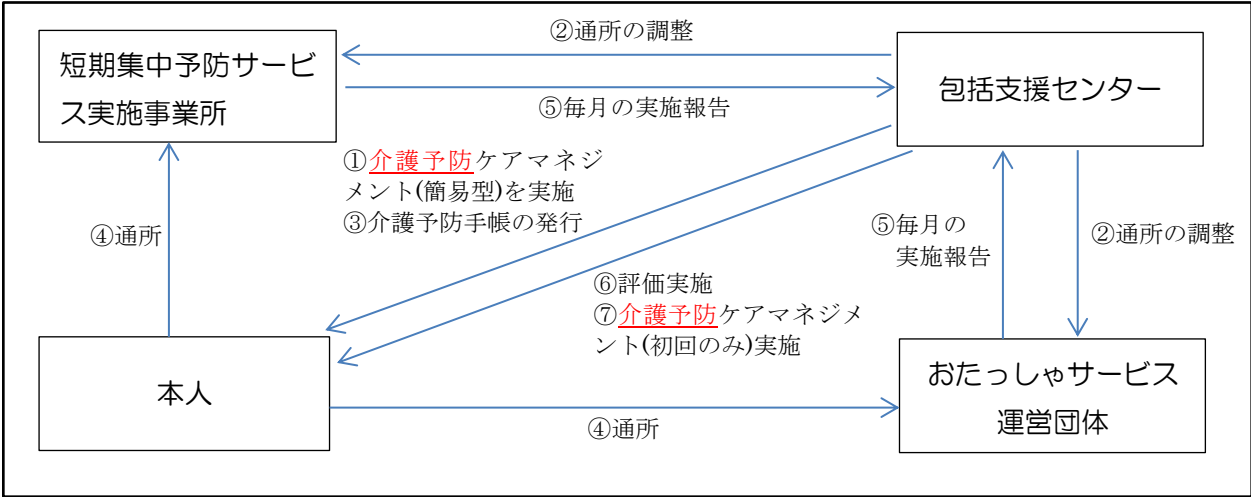 ②通所の調整
短期集中予防サービ
ス実施事業所
包括支援センター
⑤毎月の実施報告
①介護予防ケアマネジ
メント(簡易型)を実施
③介護予防手帳の発行
④通所
⑤毎月の
実施報告
②通所の調整
⑥評価実施
⑦介護予防ケアマネジメ
ント(初回のみ)実施
本人
おたっしゃサービス
運営団体
④通所